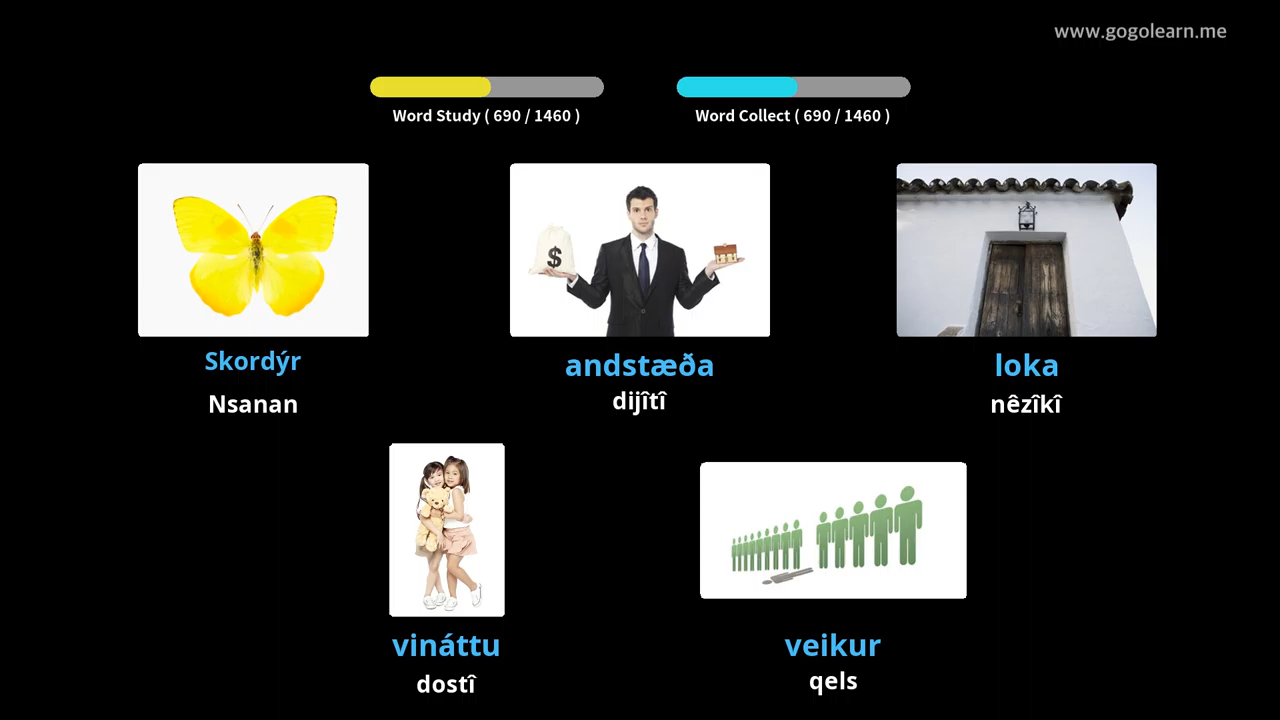 www.gogolearn.me
Word Study ( 690 / 1460 )
Word Collect ( 690 / 1460 )
$
Skordýr
Nsanan
andstæða
dijîtî
loka
nêzîkî
vináttu
dostî
veikur
qels